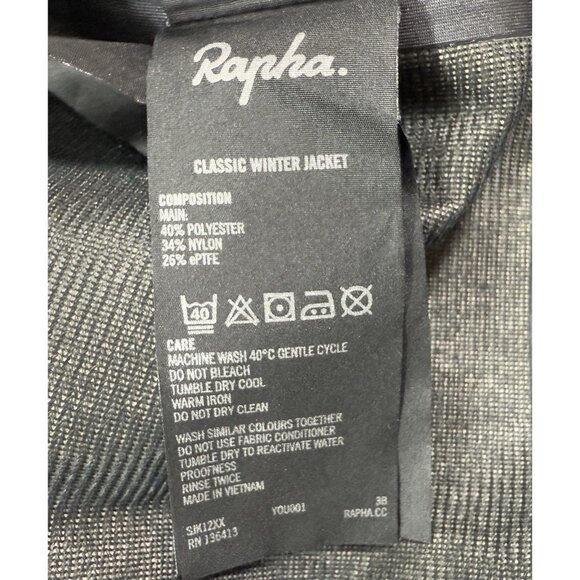 Rapha.
CLASSIC WINTER JACKET
COMPOSITION
MAIN:
40% POLYESTER
34% NYLON
26% ePTFE
40
CARE
MACHINE WASH 40°C GENTLE CYCLE
DO NOT BLEACH
TUMBLE DRY COOL
WARM IRON
DO NOT DRY CLEAN
WASH SIMILAR COLOURS TOGETHER
DO NOT USE FABRIC CONDITIONER
TUMBLE DRY TO REACTIVATE WATER
PROOFNESS
RINSE TWICE
MADE IN VIETNAM
SJK12XX YOU001 3B
RN 136413 RAPHA.CC